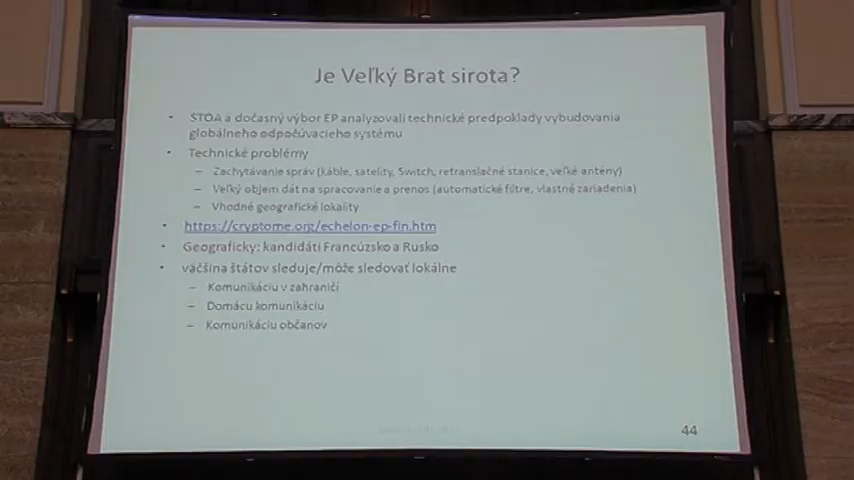 Je Veľký Brat sirota?
• STOA a dočasný výbor EP analyzovali technické predpoklady vybudovania
globálneho odpočúvacieho systému
• Technické problémy
– Zachytávanie správ (káble, satelity, Switch, retranslačné stanice, veľké antény)
– Veľký objem dát na spracovanie a prenos (automatické filtre, vlastné zariadenia)
– Vhodné geografické lokality
• https://cryptome.org/echelon-ep-fin.htm
• Geograficky: kandidáti Francúzsko a Rusko
• väčšina štátov sleduje/môže sledovať lokálne
– Komunikáciu v zahraničí
– Domácu komunikáciu
– Komunikáciu občanov
44